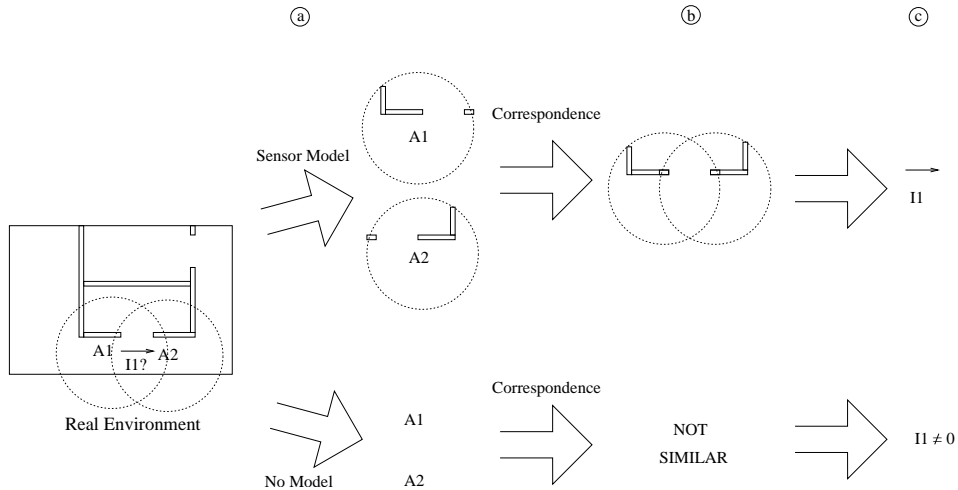 a
b
c
A1
Correspondence
Sensor Model
A2
I1
A1
A2
I1?
Real Environment
Correspondence
A1
NOT
SIMILAR
I1 ≠ 0
No Model
A2